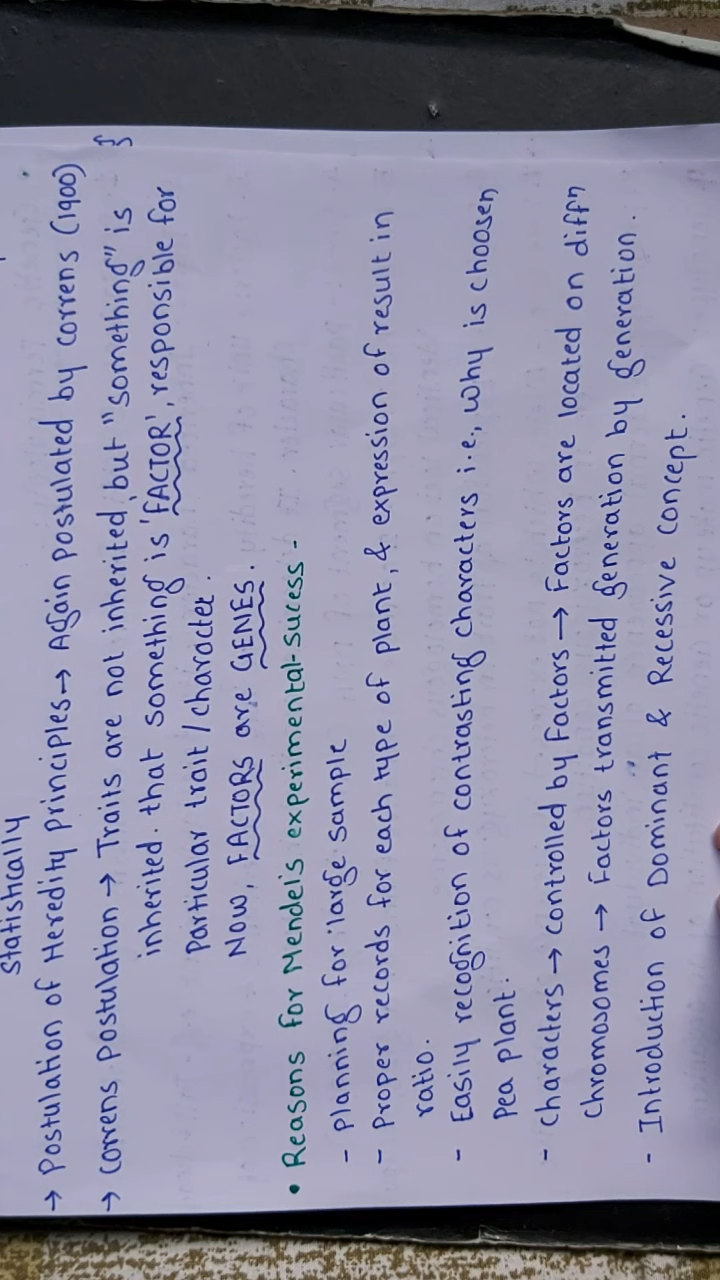 statistically
→ Postulation of Heredity Principles → Again postulated by correns (1900)
→ Correns Postulation → Traits are not inherited, but "something" is }
inherited. that something is 'FACTOR', responsible for
Particular trait/character.
Now, FACTORS are GENES.
• Reasons for Mendel's experimental-sucess -
- Planning for large sample
- Proper records for each type of plant, & expression of result in
ratio.
- Easily recognition of contrasting characters i.e., why is choosen
Pea plant.
- Characters → controlled by Factors → Factors are located on diffn
chromosomes → Factors transmitted generation by generation.
- Introduction of Dominant & Recessive concept.